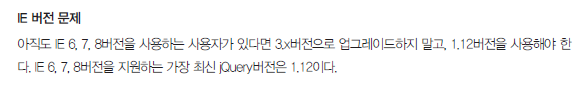 IE 버전 문제
아직도 IE 6, 7, 8버전을 사용하는 사용자가 있다면 3.x버전으로 업그레이드하지 말고, 1.12버전을 사용해야 한
다. IE 6, 7, 8버전을 지원하는 가장 최신 jQuery버전은 1.12이다.